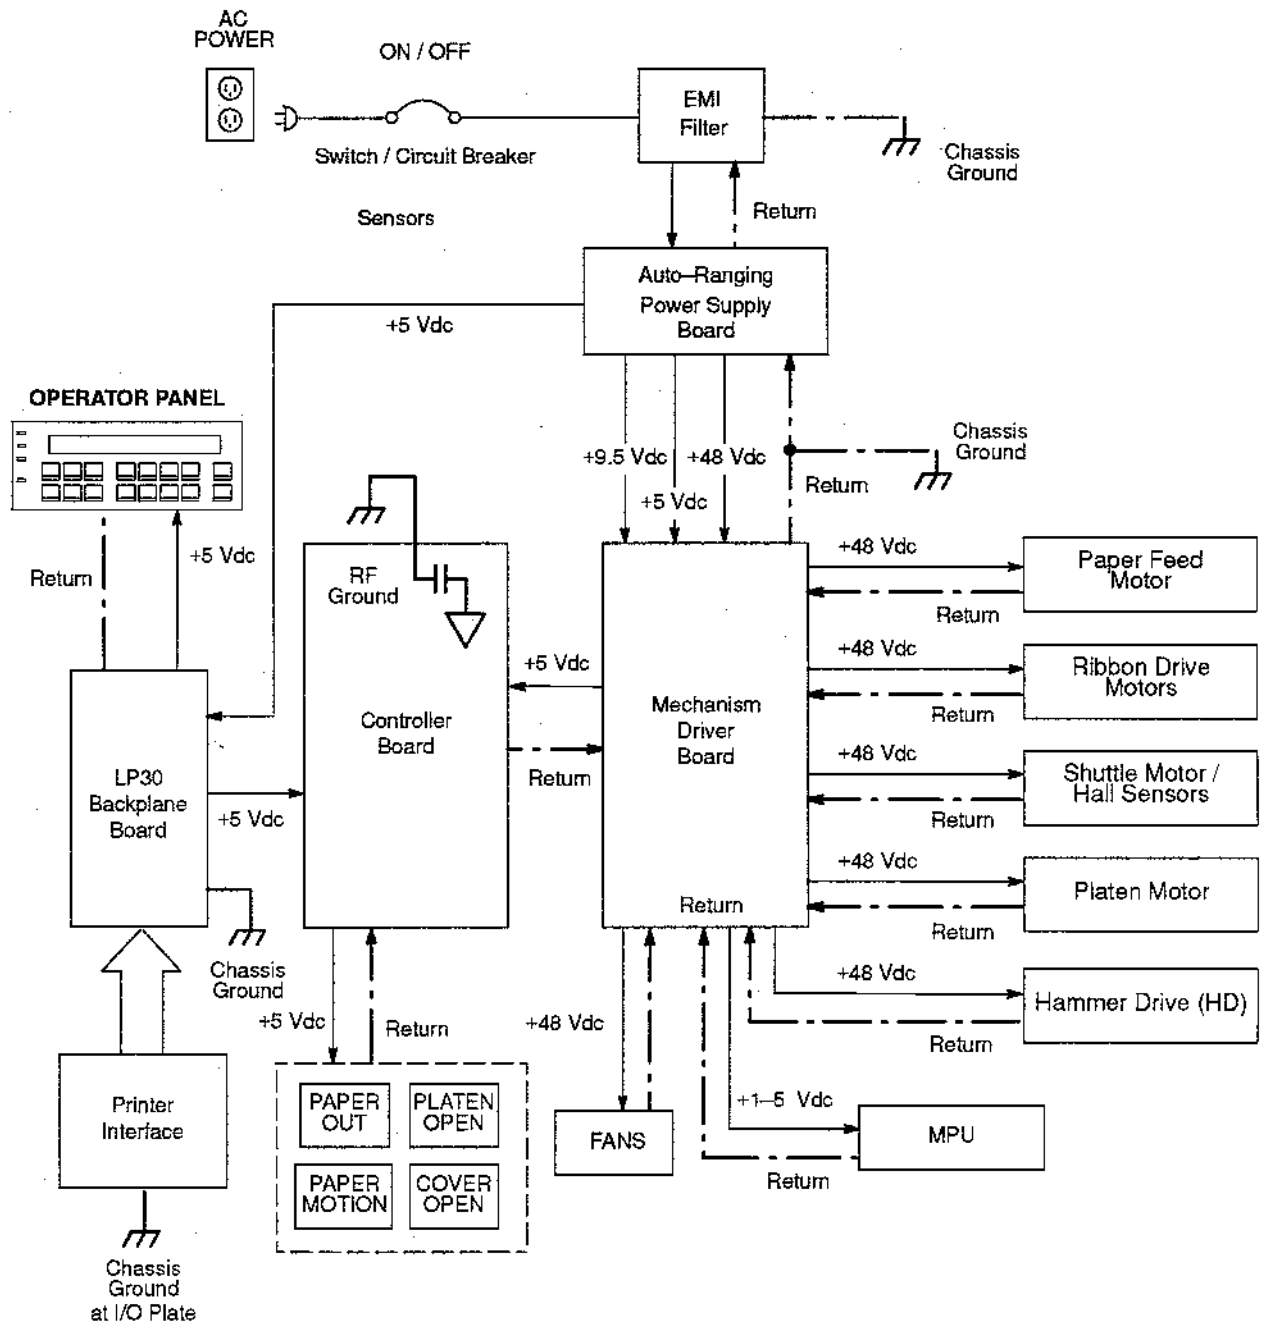 AC
POWER
ON / OFF
EMI
Filter
Switch / Circuit Breaker
Chassis
Ground
Sensors
Return
Auto–Ranging
Power Supply
Board
+5 Vdc
OPERATOR PANEL
+9.5 Vdc
+48 Vdc
+5 Vdc
Chassis
Ground
Return
+5 Vdc
Return
RF
Ground
+48 Vdc
Paper Feed
Motor
Return
+5 Vdc
Controller
Board
Return
Mechanism
Driver
Board
+48 Vdc
Ribbon Drive
Motors
Return
+48 Vdc
Shuttle Motor /
Hall Sensors
Return
LP30
Backplane
Board
+5 Vdc
+48 Vdc
Platen Motor
Return
Return
Chassis
Ground
+48 Vdc
Hammer Drive (HD)
Return
+5 Vdc
Return
+48 Vdc
Printer
Interface
PAPER
OUT
PLATEN
OPEN
PAPER
MOTION
COVER
OPEN
FANS
+1–5 Vdc
MPU
Return
Chassis
Ground
at I/O Plate